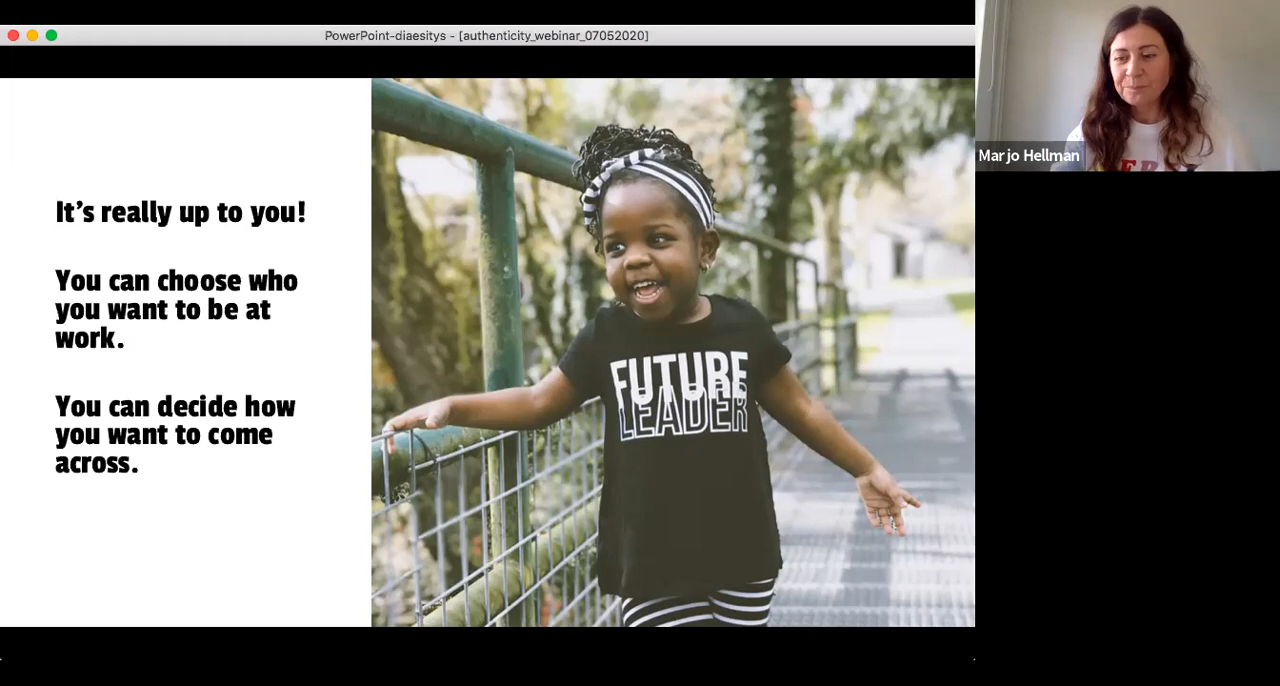 PowerPoint-diaesitys - [authenticity_webinar_07052020]
It's really up to you!
You can choose who
you want to be at
work.
You can decide how
you want to come
across.
FUTURE
LEADER
Marjo Hellman